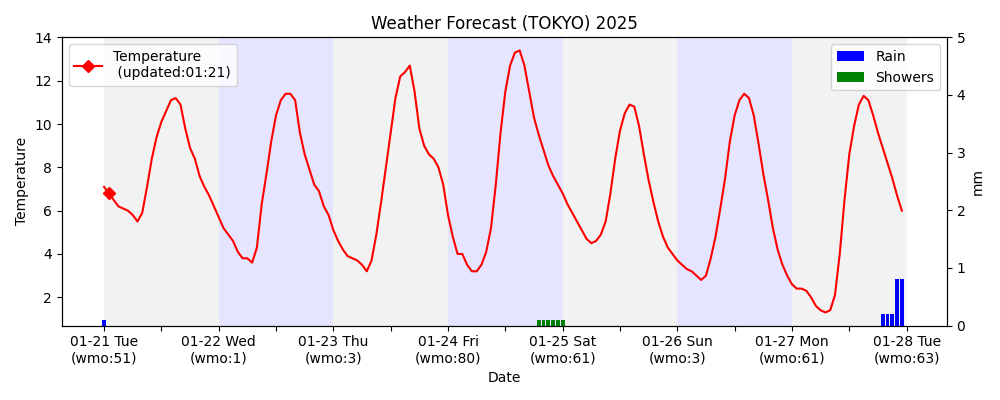 Weather Forecast (TOKYO) 2025
Temperature
(updated:01:21)
Rain
Showers
14
12
10
8
6
4
2
Temperature
5
4
3
2
1
0
mm
01-21 Tue 01-22 Wed 01-23 Thu 01-24 Fri 01-25 Sat 01-26 Sun 01-27 Mon 01-28 Tue
(wmo:51) (wmo:1) (wmo:3) (wmo:80) (wmo:61) (wmo:3) (wmo:61) (wmo:63)
Date